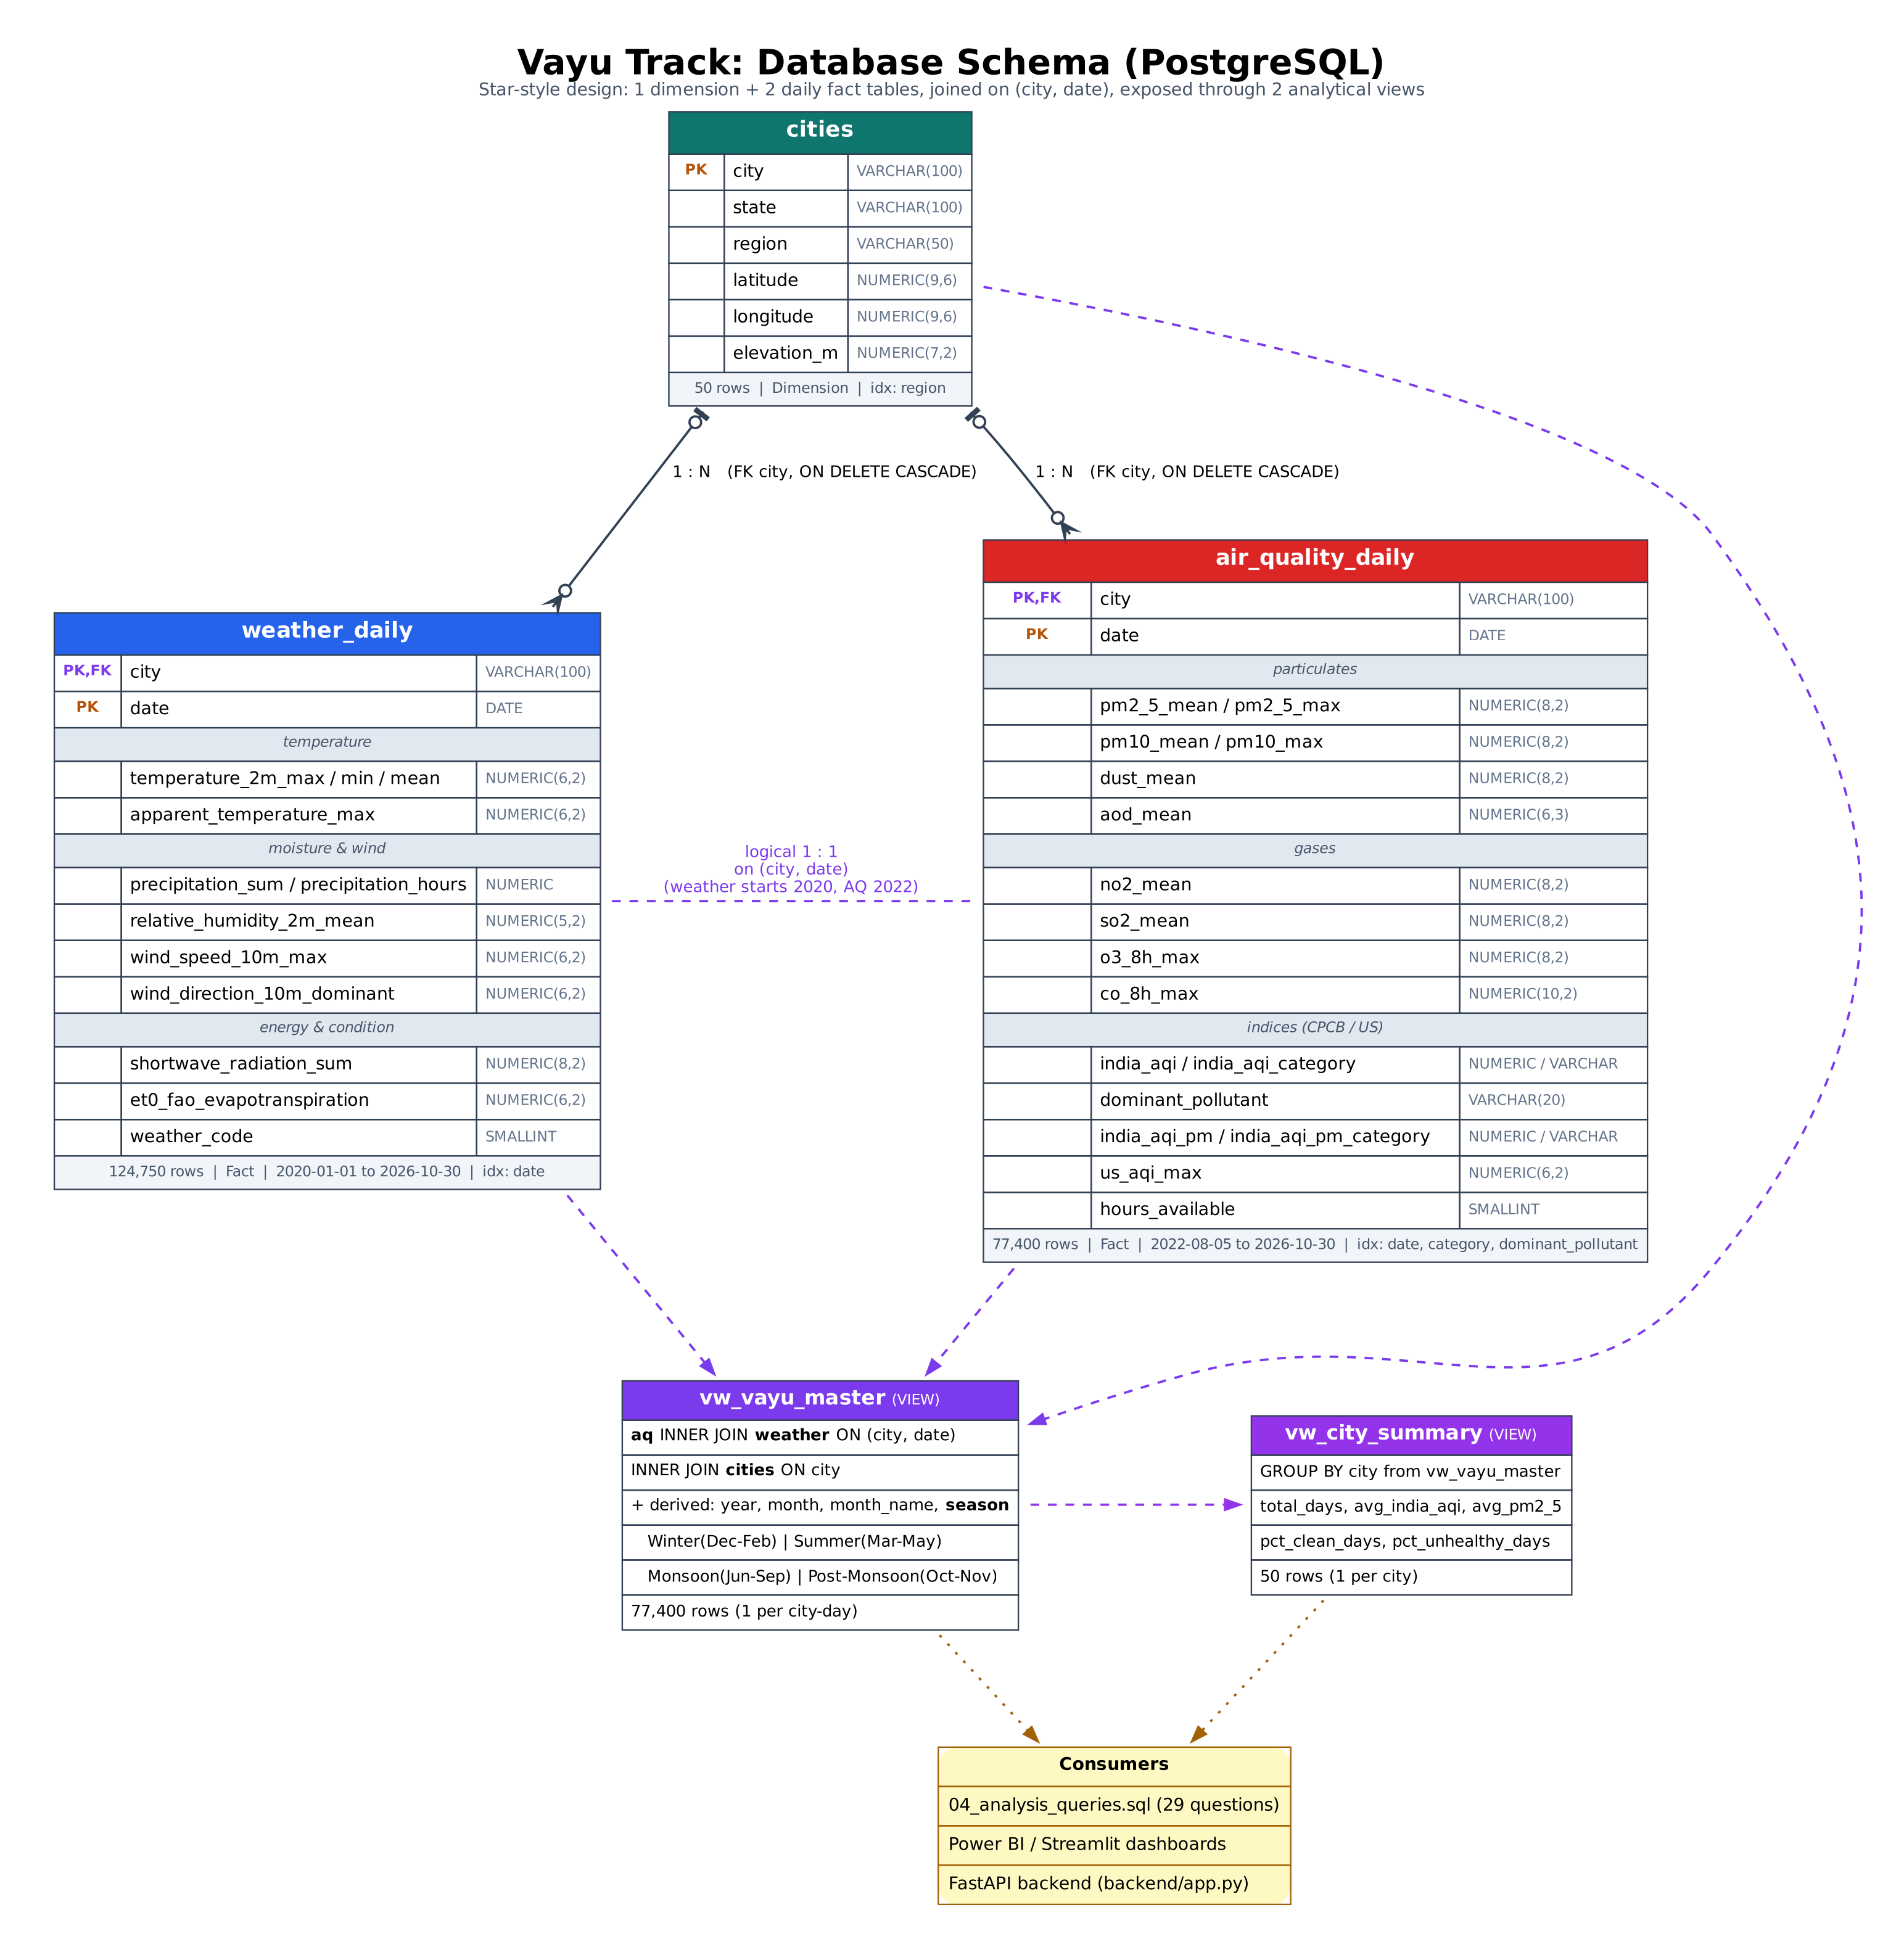 Vayu Track: Database Schema (PostgreSQL)
Star-style design: 1 dimension + 2 daily fact tables, joined on (city, date), exposed through 2 analytical views
cities
PK city VARCHAR(100)
state VARCHAR(100)
region VARCHAR(50)
latitude NUMERIC(9,6)
longitude NUMERIC(9,6)
elevation_m NUMERIC(7,2)
50 rows | Dimension | idx: region
1 : N (FK city, ON DELETE CASCADE)
1 : N (FK city, ON DELETE CASCADE)
weather_daily
PK,FK city VARCHAR(100)
PK date DATE
temperature
temperature_2m_max / min / mean NUMERIC(6,2)
apparent_temperature_max NUMERIC(6,2)
moisture & wind
precipitation_sum / precipitation_hours NUMERIC
relative_humidity_2m_mean NUMERIC(5,2)
wind_speed_10m_max NUMERIC(6,2)
wind_direction_10m_dominant NUMERIC(6,2)
energy & condition
shortwave_radiation_sum NUMERIC(8,2)
et0_fao_evapotranspiration NUMERIC(6,2)
weather_code SMALLINT
124,750 rows | Fact | 2020-01-01 to 2026-10-30 | idx: date
logical 1 : 1
on (city, date)
(weather starts 2020, AQ 2022)
air_quality_daily
PK,FK city VARCHAR(100)
PK date DATE
particulates
pm2_5_mean / pm2_5_max NUMERIC(8,2)
pm10_mean / pm10_max NUMERIC(8,2)
dust_mean NUMERIC(8,2)
aod_mean NUMERIC(6,3)
gases
no2_mean NUMERIC(8,2)
so2_mean NUMERIC(8,2)
o3_8h_max NUMERIC(8,2)
co_8h_max NUMERIC(10,2)
indices (CPCB / US)
india_aqi / india_aqi_category NUMERIC / VARCHAR
dominant_pollutant VARCHAR(20)
india_aqi_pm / india_aqi_pm_category NUMERIC / VARCHAR
us_aqi_max NUMERIC(6,2)
hours_available SMALLINT
77,400 rows | Fact | 2022-08-05 to 2026-10-30 | idx: date, category, dominant_pollutant
vw_vayu_master (VIEW)
aq INNER JOIN weather ON (city, date)
INNER JOIN cities ON city
+ derived: year, month, month_name, season
Winter(Dec-Feb) | Summer(Mar-May)
Monsoon(Jun-Sep) | Post-Monsoon(Oct-Nov)
77,400 rows (1 per city-day)
vw_city_summary (VIEW)
GROUP BY city from vw_vayu_master
total_days, avg_india_aqi, avg_pm2_5
pct_clean_days, pct_unhealthy_days
50 rows (1 per city)
Consumers
04_analysis_queries.sql (29 questions)
Power BI / Streamlit dashboards
FastAPI backend (backend/app.py)